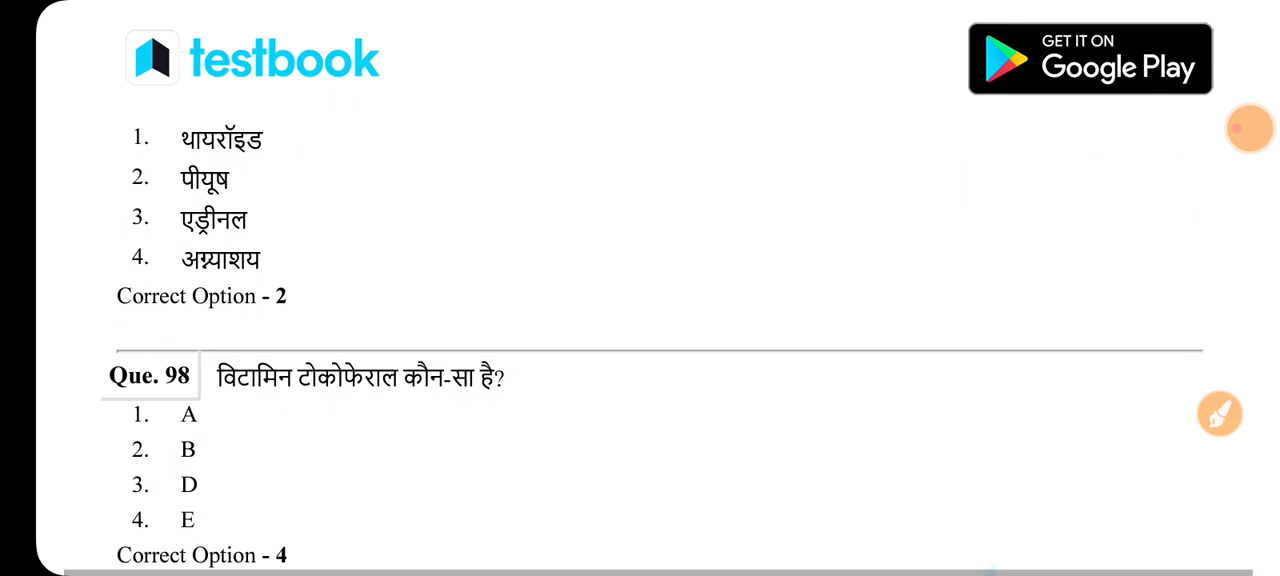 testbook
GET IT ON
Google Play
1. थायरॉइड
2. पीयूष
3. एड्रीनल
4. अग्न्याशय
Correct Option - 2
Que. 98 विटामिन टोकोफेराल कौन-सा है?
1. A
2. B
3. D
4. E
Correct Option - 4